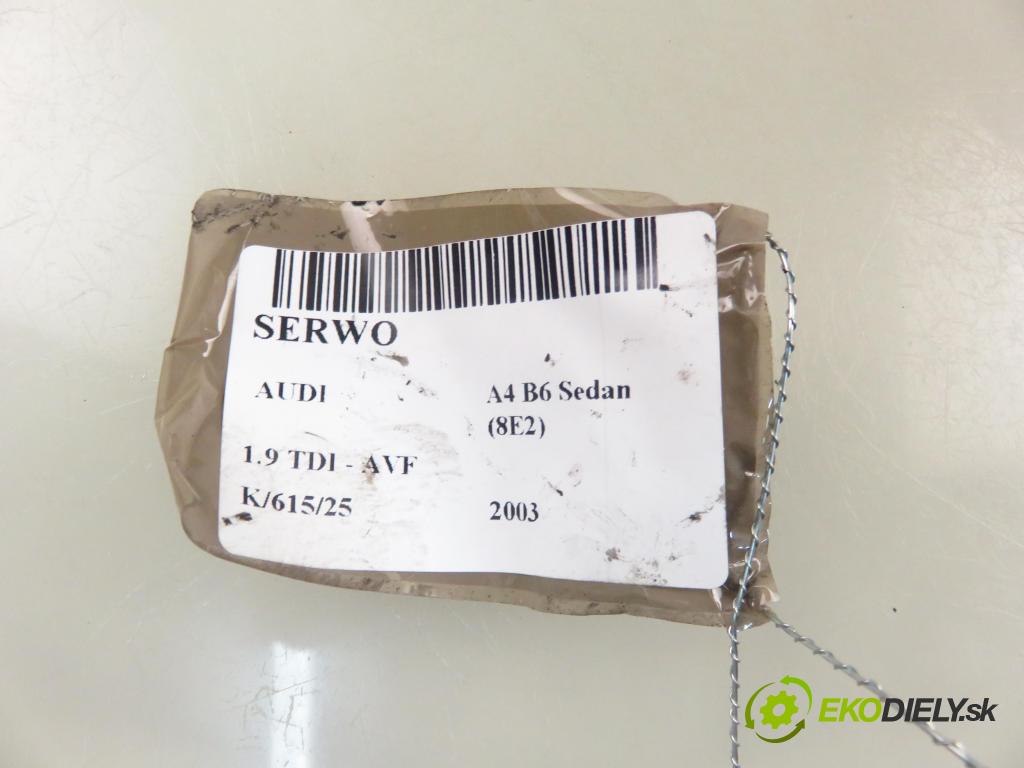 SERWO
AUDI A4 B6 Sedan
(8E2)
1.9 TDI - AVF
K/615/25 2003
EKODIELY.sk